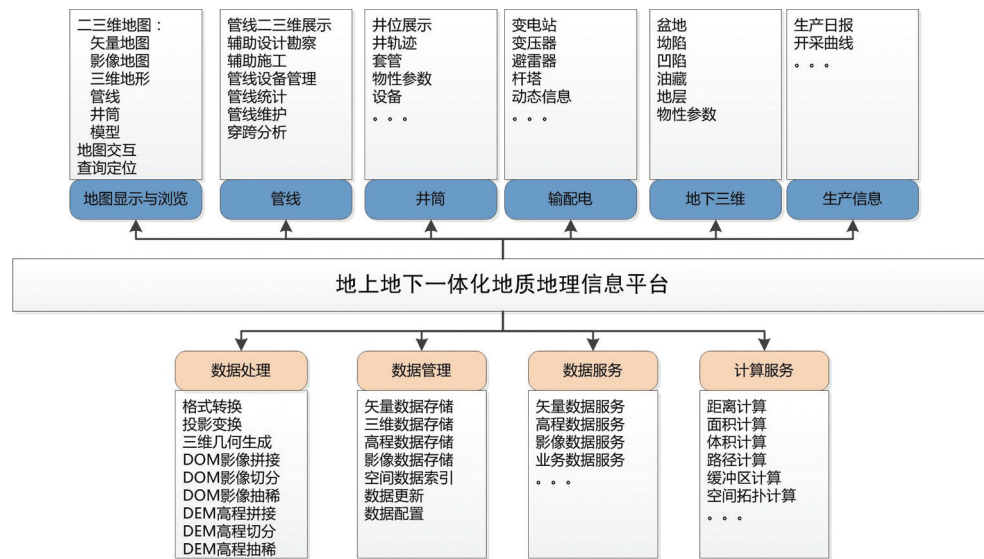 二三维地图：
矢量地图
影像地图
三维地形
管线
井筒
模型
地图交互
查询定位
地图显示与浏览
管线二三维展示
辅助设计勘察
辅助施工
管线设备管理
管线统计
管线维护
穿跨分析
管线
井位展示
井轨迹
套管
物性参数
设备
。。。
井筒
变电站
变压器
避雷器
杆塔
动态信息
。。。
输配电
盆地
坳陷
凹陷
油藏
地层
物性参数
地下三维
生产日报
开采曲线
。。。
生产信息
地上地下一体化地质地理信息平台
数据处理
格式转换
投影变换
三维几何生成
DOM影像拼接
DOM影像切分
DOM影像抽稀
DEM高程拼接
DEM高程切分
DEM高程抽稀
数据管理
矢量数据存储
三维数据存储
高程数据存储
影像数据存储
空间数据索引
数据更新
数据配置
数据服务
矢量数据服务
高程数据服务
影像数据服务
业务数据服务
。。。
计算服务
距离计算
面积计算
体积计算
路径计算
缓冲区计算
空间拓扑计算
。。。